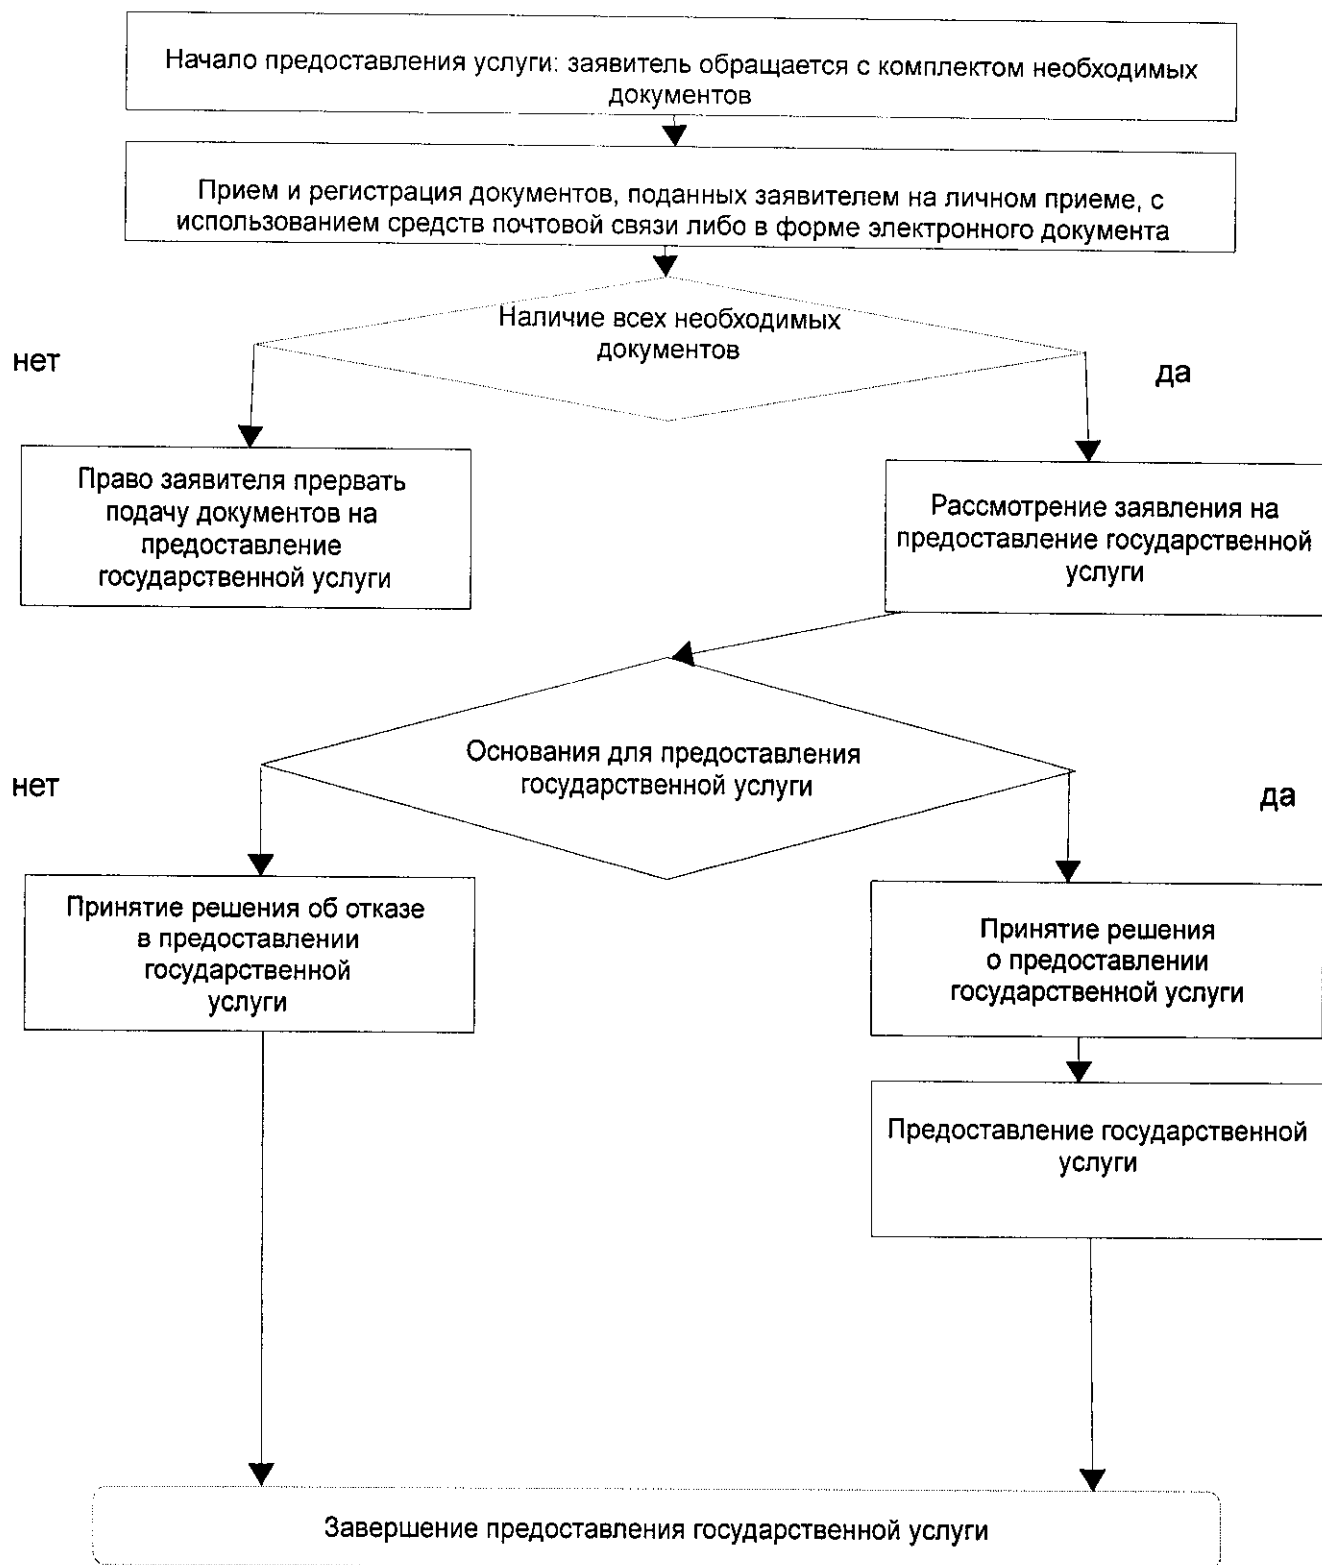 Начало предоставления услуги: заявитель обращается с комплектом необходимых
документов
Прием и регистрация документов, поданных заявителем на личном приеме, с
использованием средств почтовой связи либо в форме электронного документа
Наличие всех необходимых
документов
нет
да
Право заявителя прервать
подачу документов на
предоставление
государственной услуги
Рассмотрение заявления на
предоставление государственной
услуги
Основания для предоставления
государственной услуги
нет
да
Принятие решения об отказе
в предоставлении
государственной
услуги
Принятие решения
о предоставлении
государственной услуги
Предоставление государственной
услуги
Завершение предоставления государственной услуги